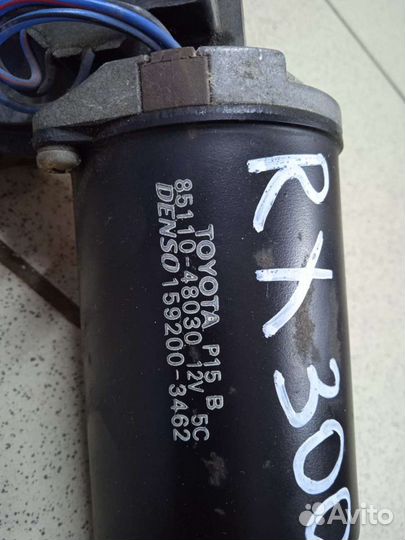 TOYOTA P15 B
85110-48030 12V 5C
DENSO 159200-3462
RX 300
Avito